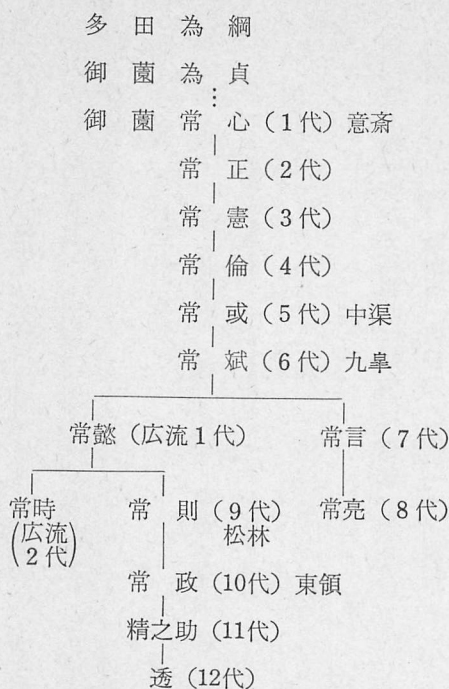 多田為綱
御薗為貞
御薗常心（1代）意斎
常正（2代）
常憲（3代）
常倫（4代）
常或（5代）中渠
常斌（6代）九皐
常懿（広流1代） 常言（7代）
常時（広流2代） 常則（9代）松林 常亮（8代）
常政（10代）東領
精之助（11代）
透（12代）